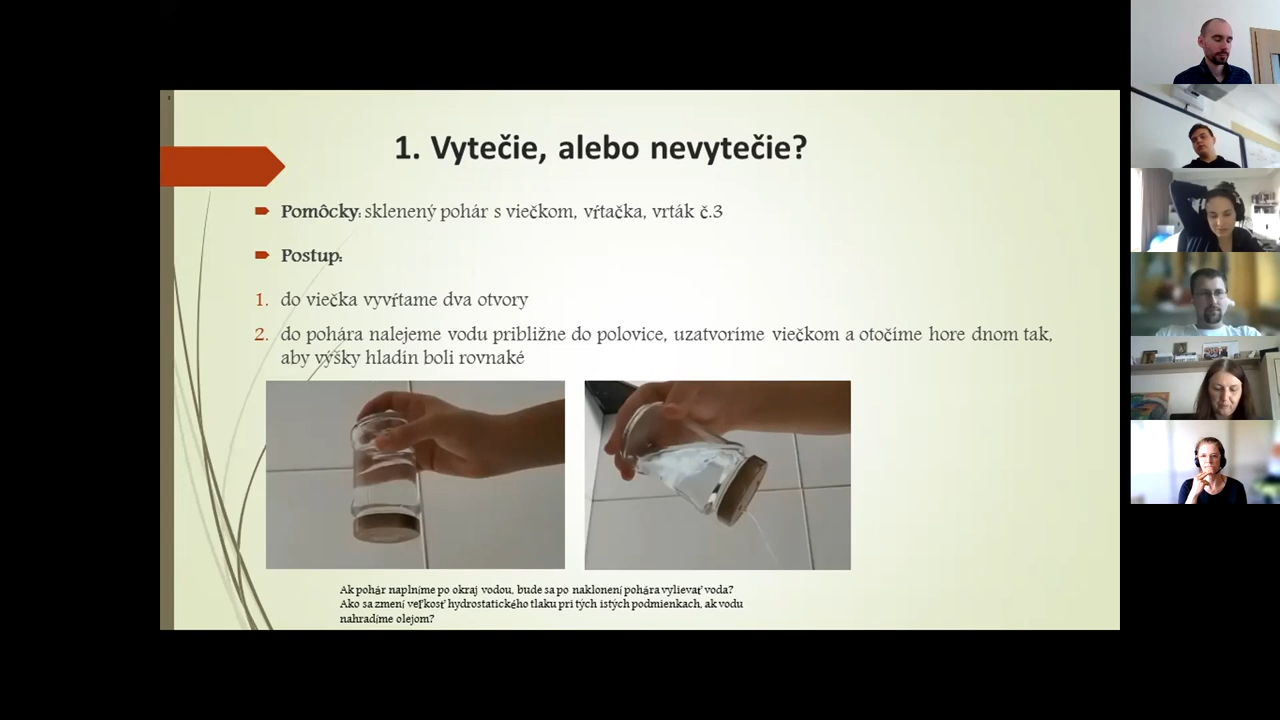 1. Vytečie, alebo nevytečie?
Pomôcky: sklenený pohár s viečkom, vŕtačka, vrták č.3
Postup:
1. do viečka vyvŕtame dva otvory
2. do pohára nalejeme vodu približne do polovice, uzatvoríme viečkom a otočíme hore dnom tak,
aby výšky hladín boli rovnaké
Ak pohár naplníme po okraj vodou, bude sa po naklonení pohára vylievať voda?
Ako sa zmení veľkosť hydrostatického tlaku pri tých istých podmienkach, ak vodu
nahradíme olejom?